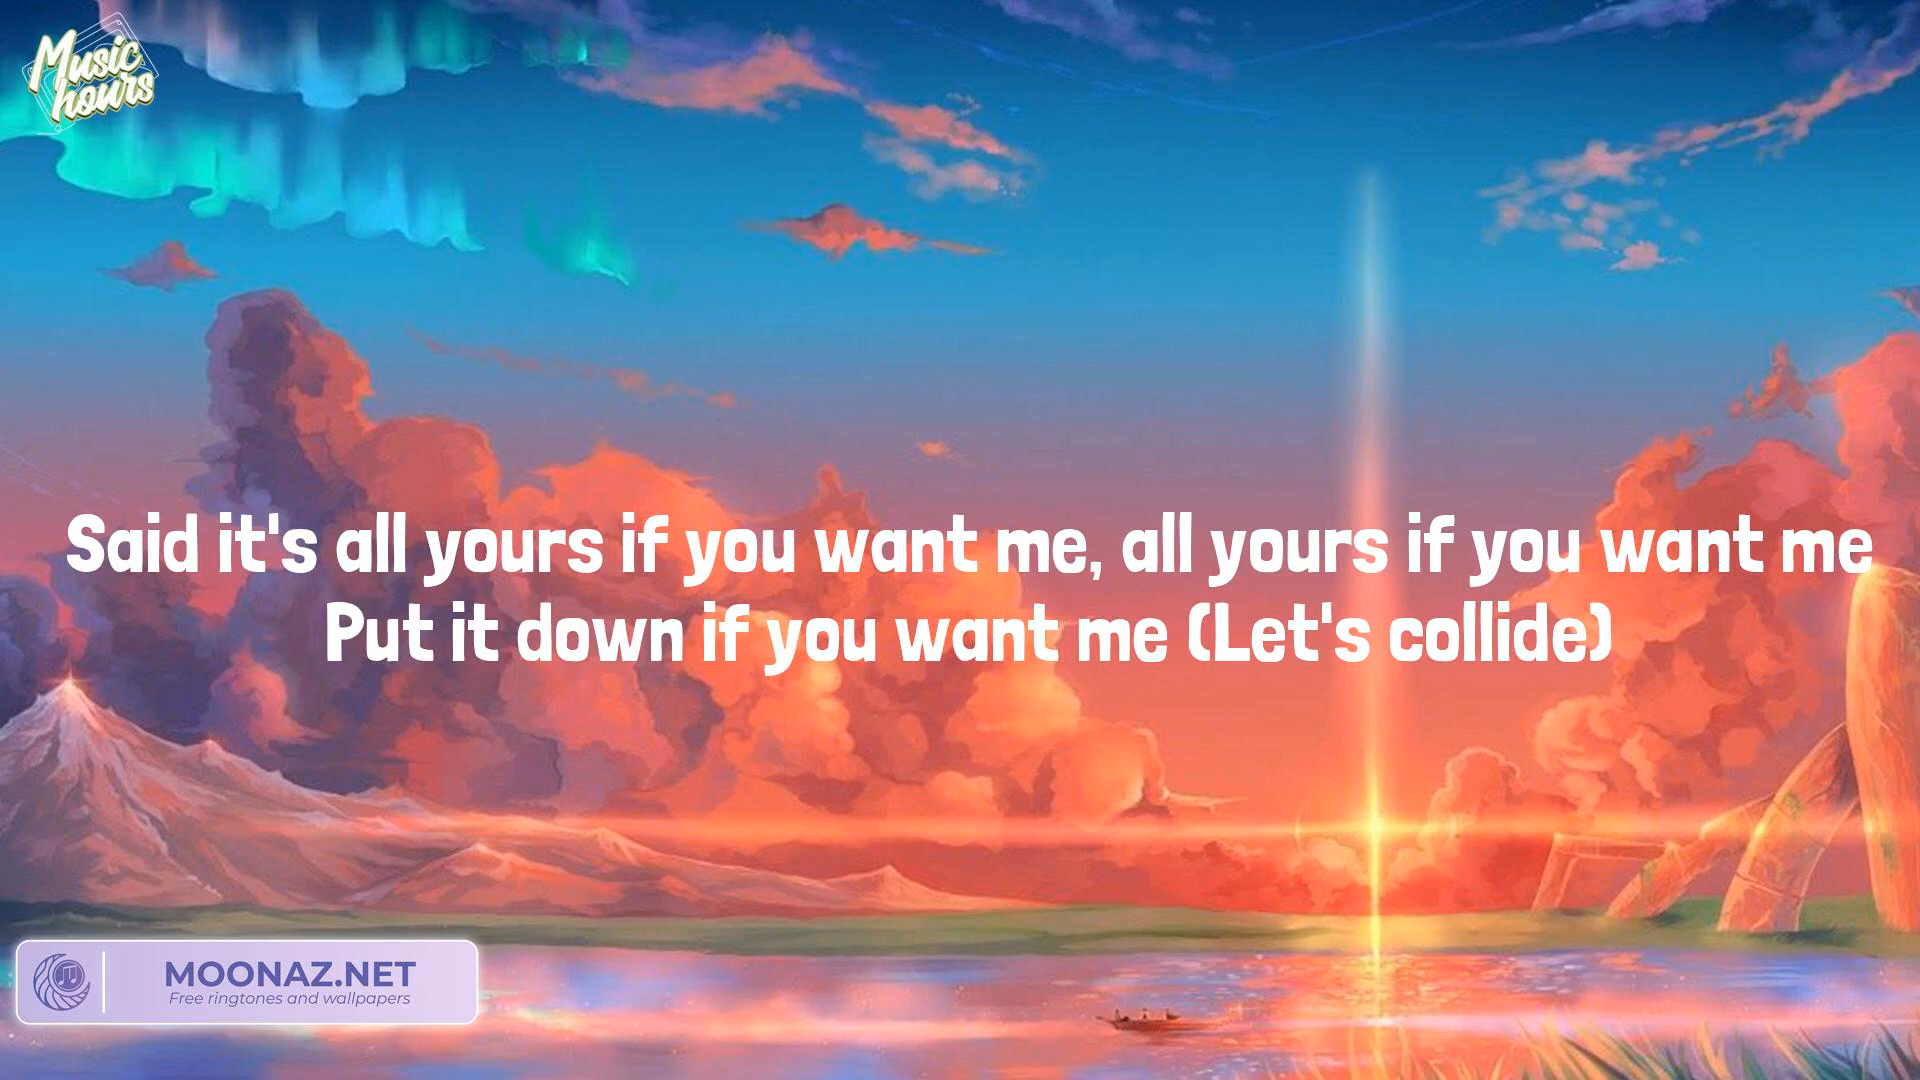 Music
hours
Said it's all yours if you want me, all yours if you want me
Put it down if you want me (Let's collide)
MOONAZ.NET
Free ringtones and wallpapers